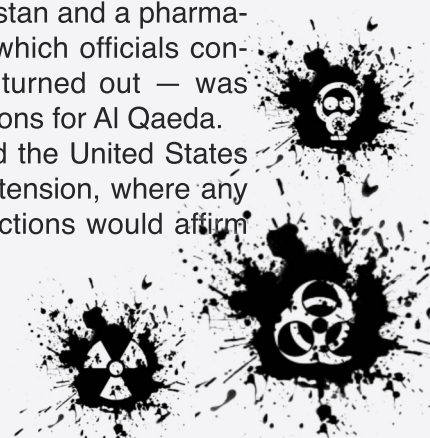 stan and a pharma-
which officials con-
turned out — was
ons for Al Qaeda.
d the United States
tension, where any
ctions would affirm